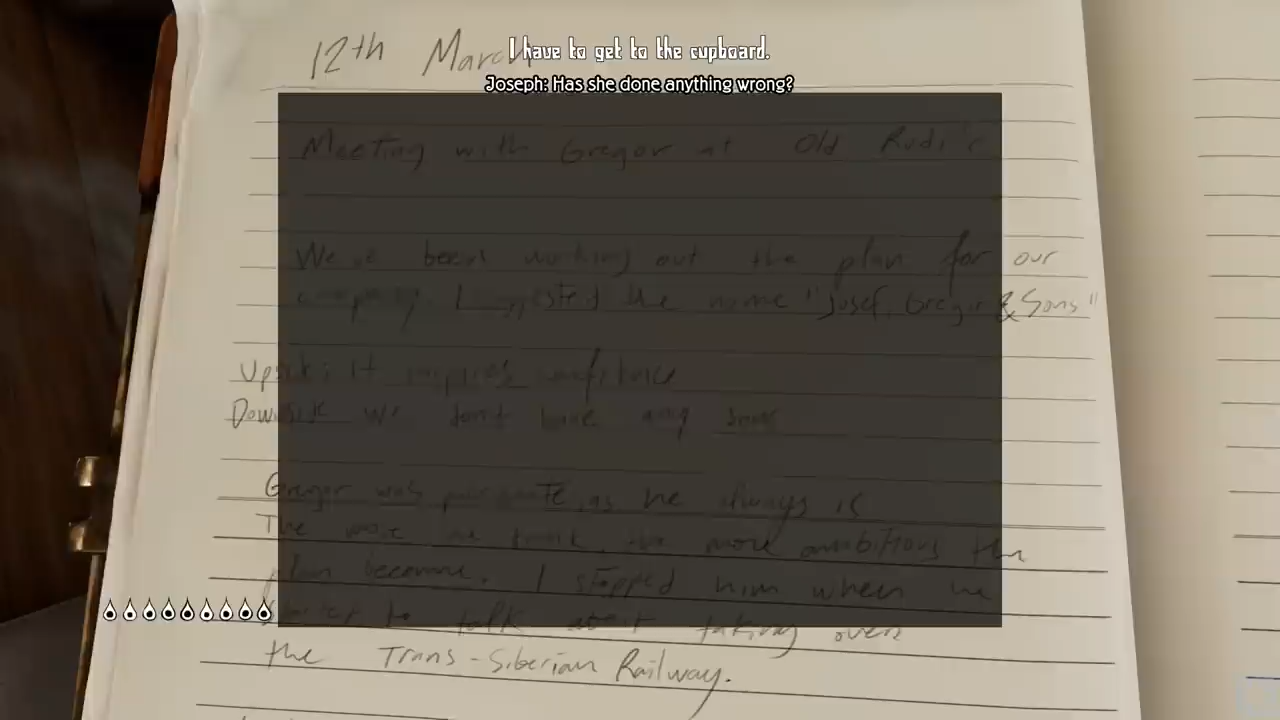 12th March
I have to get to the cupboard.
Joseph: Has she done anything wrong?
Meeting with Gregor at Old Rudi's
We've been working out the plan for our
company. I suggested the name "Josef, Gregor & Sons"
Upside: It inspires confidence
Downside: We don't have any sons
Gregor was passionate, as he always is
The more we drank, the more ambitious the
plan became. I stopped him when he
started to talk about taking over
the Trans-Siberian Railway.